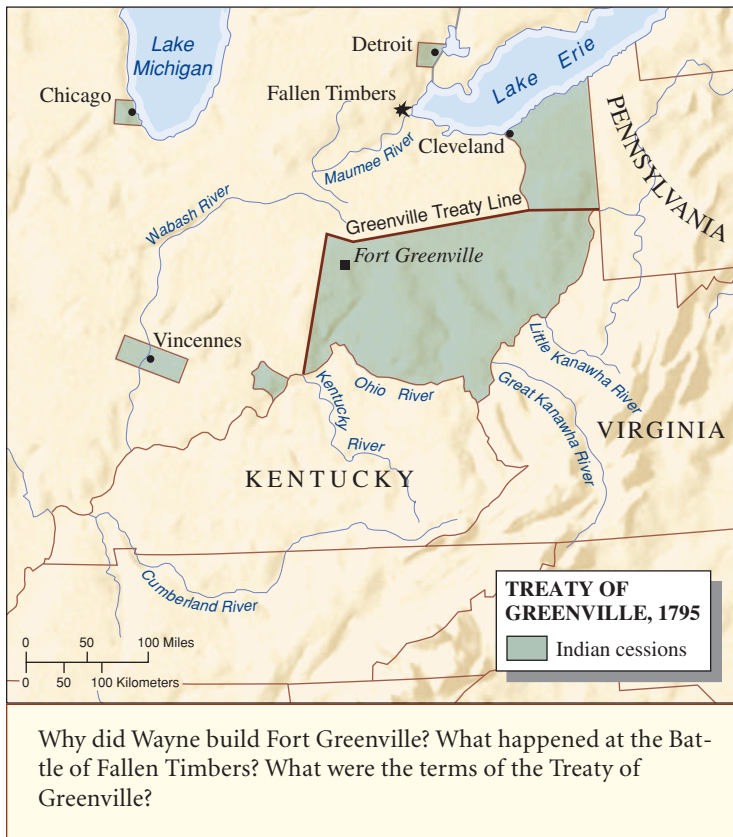 Lake
Michigan
Detroit
Lake Erie
Chicago
Fallen Timbers
Cleveland
Maumee River
PENNSYLVANIA
Wabash River
Greenville Treaty Line
Fort Greenville
Vincennes
Little Kanawha River
Kentucky
River
Ohio River
Great Kanawha River
VIRGINIA
KENTUCKY
Cumberland River
TREATY OF
GREENVILLE, 1795
Indian cessions
0 50 100 Miles
0 50 100 Kilometers
Why did Wayne build Fort Greenville? What happened at the Bat-
tle of Fallen Timbers? What were the terms of the Treaty of
Greenville?